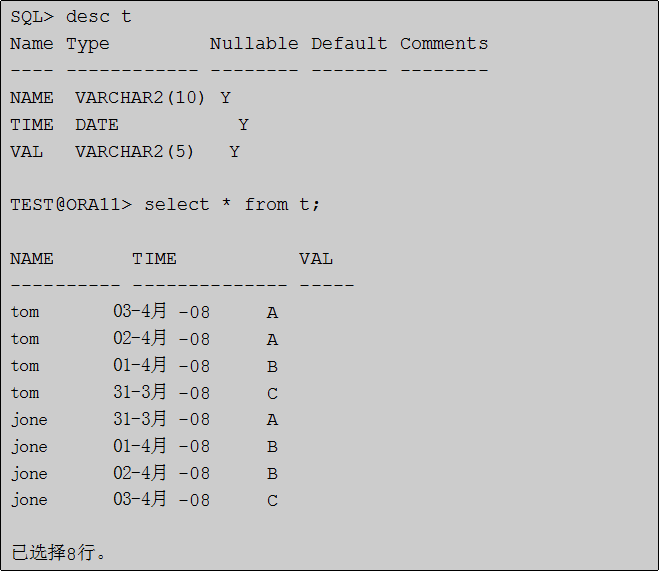 SQL> desc t
Name Type         Nullable Default Comments
---- ------------ -------- ------- --------
NAME  VARCHAR2(10) Y
TIME  DATE            Y
VAL   VARCHAR2(5)    Y
TEST@ORA11> select * from t;
NAME       TIME           VAL
---------- -------------- -----
tom        03-4月 -08     A
tom        02-4月 -08     A
tom        01-4月 -08     B
tom        31-3月 -08     C
jone       31-3月 -08     A
jone       01-4月 -08     B
jone       02-4月 -08     B
jone       03-4月 -08     C
已选择8行。